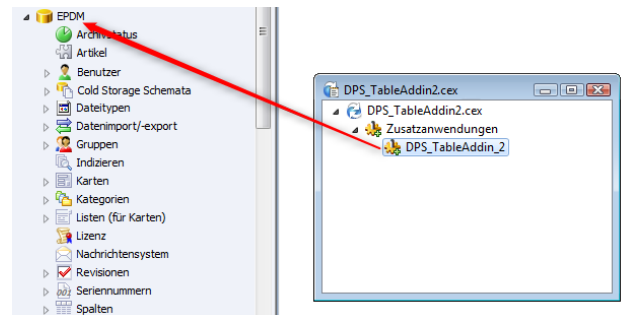 EPDM
Archivstatus
Artikel
Benutzer
Cold Storage Schemata
Dateitypen
Datenimport/-export
Gruppen
Indizieren
Karten
Kategorien
Listen (für Karten)
Lizenz
Nachrichtensystem
Revisionen
Seriennummern
Spalten
DPS_TableAddin2.cex
DPS_TableAddin2.cex
Zusatzanwendungen
DPS_TableAddin_2